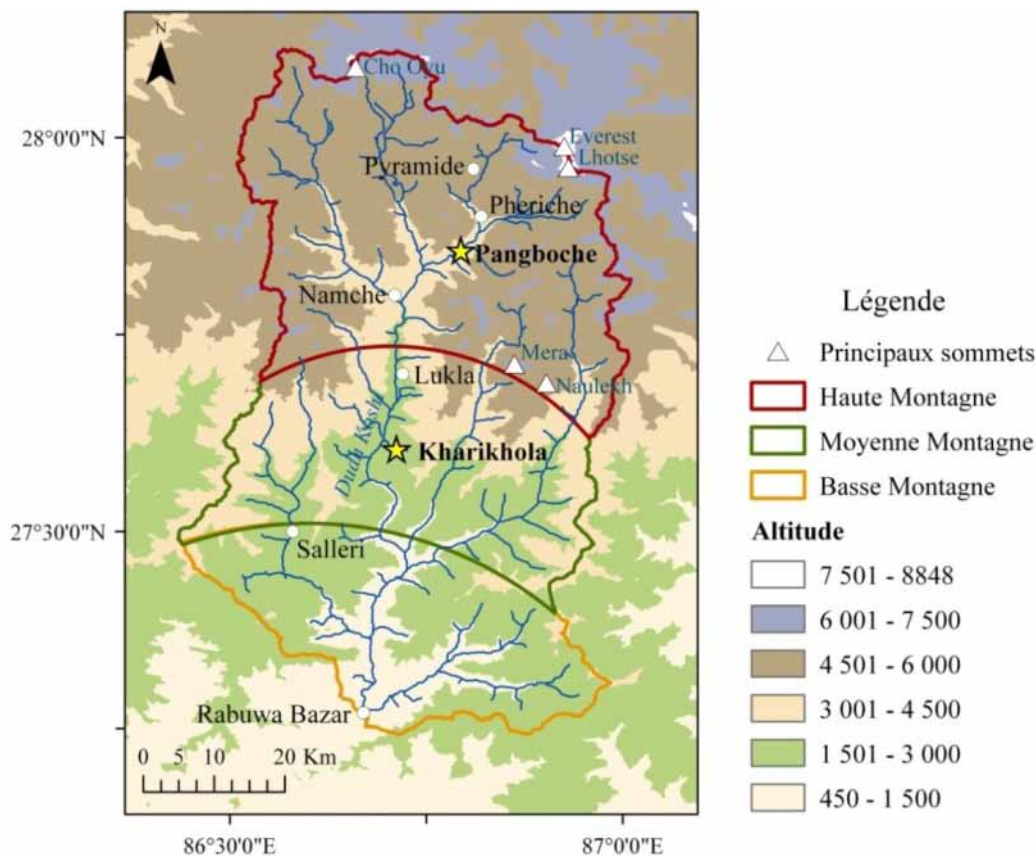 N
Cho Oyu
28°0'0"N
Everest
Lhotse
Pyramide
Pheriche
Pangboche
Namche
Mera
Naulekh
Lukla
Dudh Koshi
Kharikhola
27°30'0"N
Salleri
Rabuwa Bazar
0 5 10 20 Km
86°30'0"E
87°0'0"E
Légende
Principaux sommets
Haute Montagne
Moyenne Montagne
Basse Montagne
Altitude
7 501 - 8848
6 001 - 7 500
4 501 - 6 000
3 001 - 4 500
1 501 - 3 000
450 - 1 500